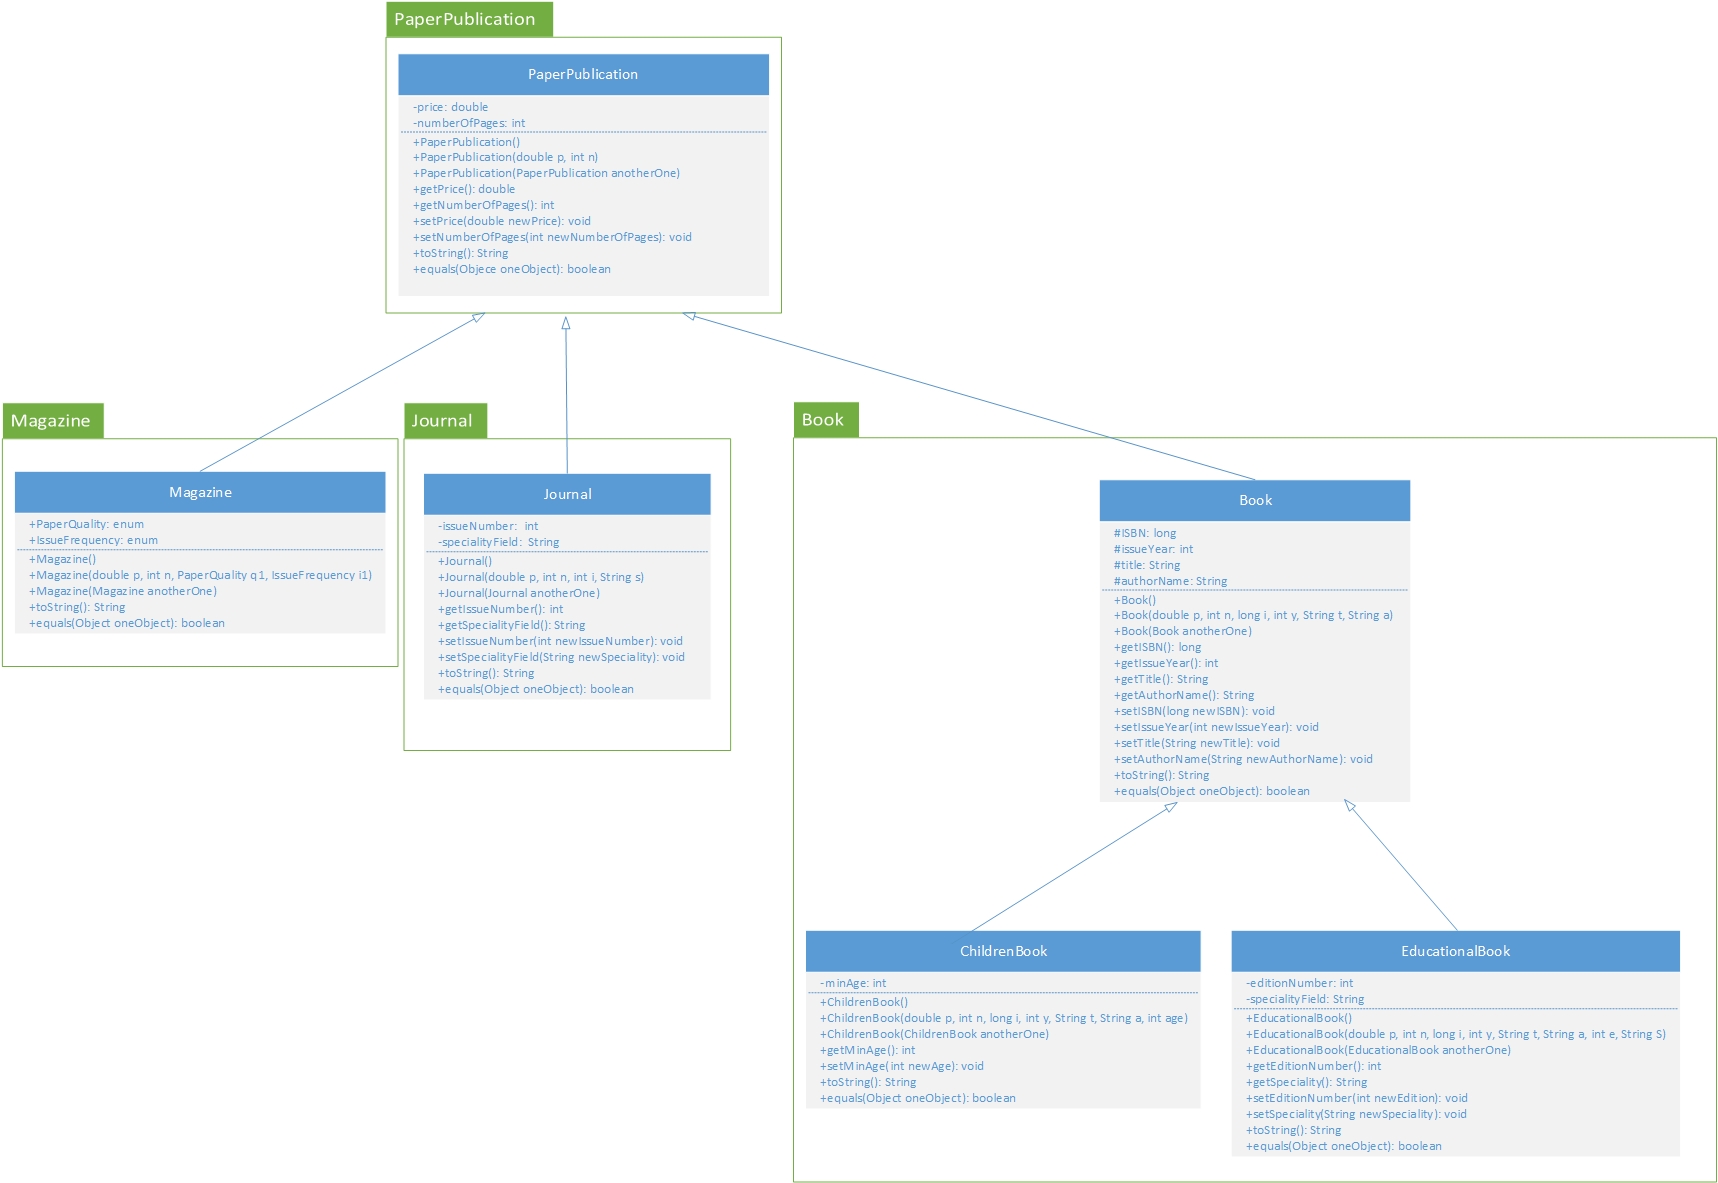 PaperPublication
PaperPublication
-price: double
-numberOfPages: int
+PaperPublication()
+PaperPublication(double p, int n)
+PaperPublication(PaperPublication anotherOne)
+getPrice(): double
+getNumberOfPages(): int
+setPrice(double newPrice): void
+setNumberOfPages(int newNumberOfPages): void
+toString(): String
+equals(Objece oneObject): boolean
Magazine
Magazine
+PaperQuality: enum
+IssueFrequency: enum
+Magazine()
+Magazine(double p, int n, PaperQuality q1, IssueFrequency i1)
+Magazine(Magazine anotherOne)
+toString(): String
+equals(Object oneObject): boolean
Journal
Journal
-issueNumber:  int
-specialityField:  String
+Journal()
+Journal(double p, int n, int i, String s)
+Journal(Journal anotherOne)
+getIssueNumber(): int
+getSpecialityField(): String
+setIssueNumber(int newIssueNumber): void
+setSpecialityField(String newSpeciality): void
+toString(): String
+equals(Object oneObject): boolean
Book
Book
#ISBN: long
#issueYear: int
#title: String
#authorName: String
+Book()
+Book(double p, int n, long i, int y, String t, String a)
+Book(Book anotherOne)
+getISBN(): long
+getIssueYear(): int
+getTitle(): String
+getAuthorName(): String
+setISBN(long newISBN): void
+setIssueYear(int newIssueYear): void
+setTitle(String newTitle): void
+setAuthorName(String newAuthorName): void
+toString(): String
+equals(Object oneObject): boolean
ChildrenBook
-minAge: int
+ChildrenBook()
+ChildrenBook(double p, int n, long i, int y, String t, String a, int age)
+ChildrenBook(ChildrenBook anotherOne)
+getMinAge(): int
+setMinAge(int newAge): void
+toString(): String
+equals(Object oneObject): boolean
EducationalBook
-editionNumber: int
-specialityField: String
+EducationalBook()
+EducationalBook(double p, int n, long i, int y, String t, String a, int e, String S)
+EducationalBook(EducationalBook anotherOne)
+getEditionNumber(): int
+getSpeciality(): String
+setEditionNumber(int newEdition): void
+setSpeciality(String newSpeciality): void
+toString(): String
+equals(Object oneObject): boolean